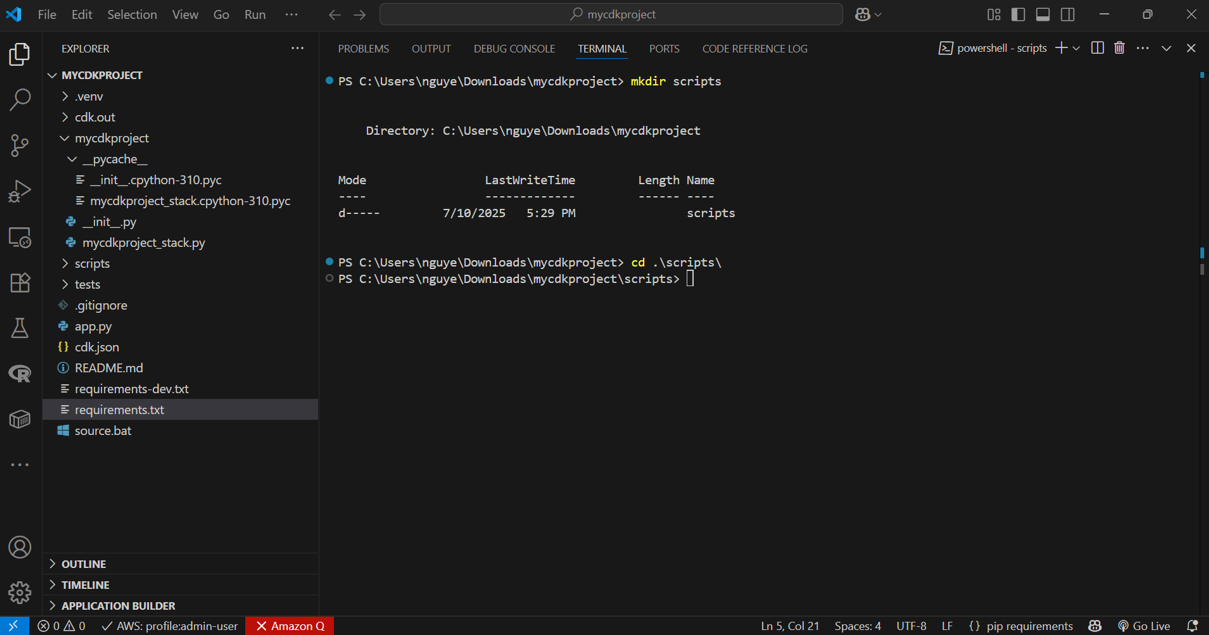 File Edit Selection View Go Run ··· mycdkproject
EXPLORER ···
MYCDKPROJECT
.venv
cdk.out
mycdkproject
__pycache__
__init__.cpython-310.pyc
mycdkproject_stack.cpython-310.pyc
__init__.py
mycdkproject_stack.py
scripts
tests
.gitignore
app.py
cdk.json
README.md
requirements-dev.txt
requirements.txt
source.bat
OUTLINE
TIMELINE
APPLICATION BUILDER
PROBLEMS OUTPUT DEBUG CONSOLE TERMINAL PORTS CODE REFERENCE LOG powershell - scripts
PS C:\Users\nguye\Downloads\mycdkproject> mkdir scripts
Directory: C:\Users\nguye\Downloads\mycdkproject
Mode LastWriteTime Length Name
---- ------------- ------ ----
d----- 7/10/2025 5:29 PM scripts
PS C:\Users\nguye\Downloads\mycdkproject> cd .\scripts\
PS C:\Users\nguye\Downloads\mycdkproject\scripts>
0 0 AWS: profile:admin-user Amazon Q Ln 5, Col 21 Spaces: 4 UTF-8 LF {} pip requirements Go Live